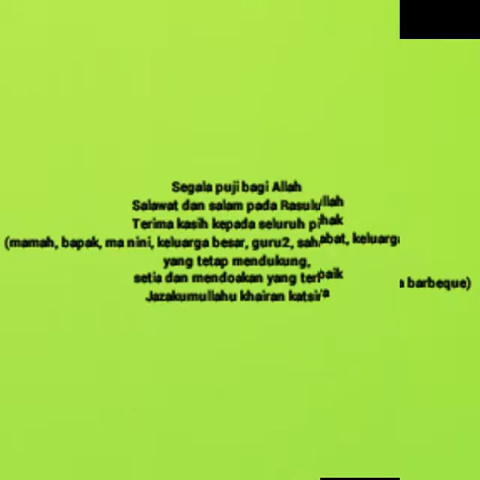 Segala puji bagi Allah
Salawat dan salam pada Rasulullah
Terima kasih kepada seluruh pihak
(mamah, bapak, ma nini, keluarga besar, guru2, sahabat, keluarga barbeque)
yang tetap mendukung,
setia dan mendoakan yang terbaik
Jazakumullahu khairan katsira